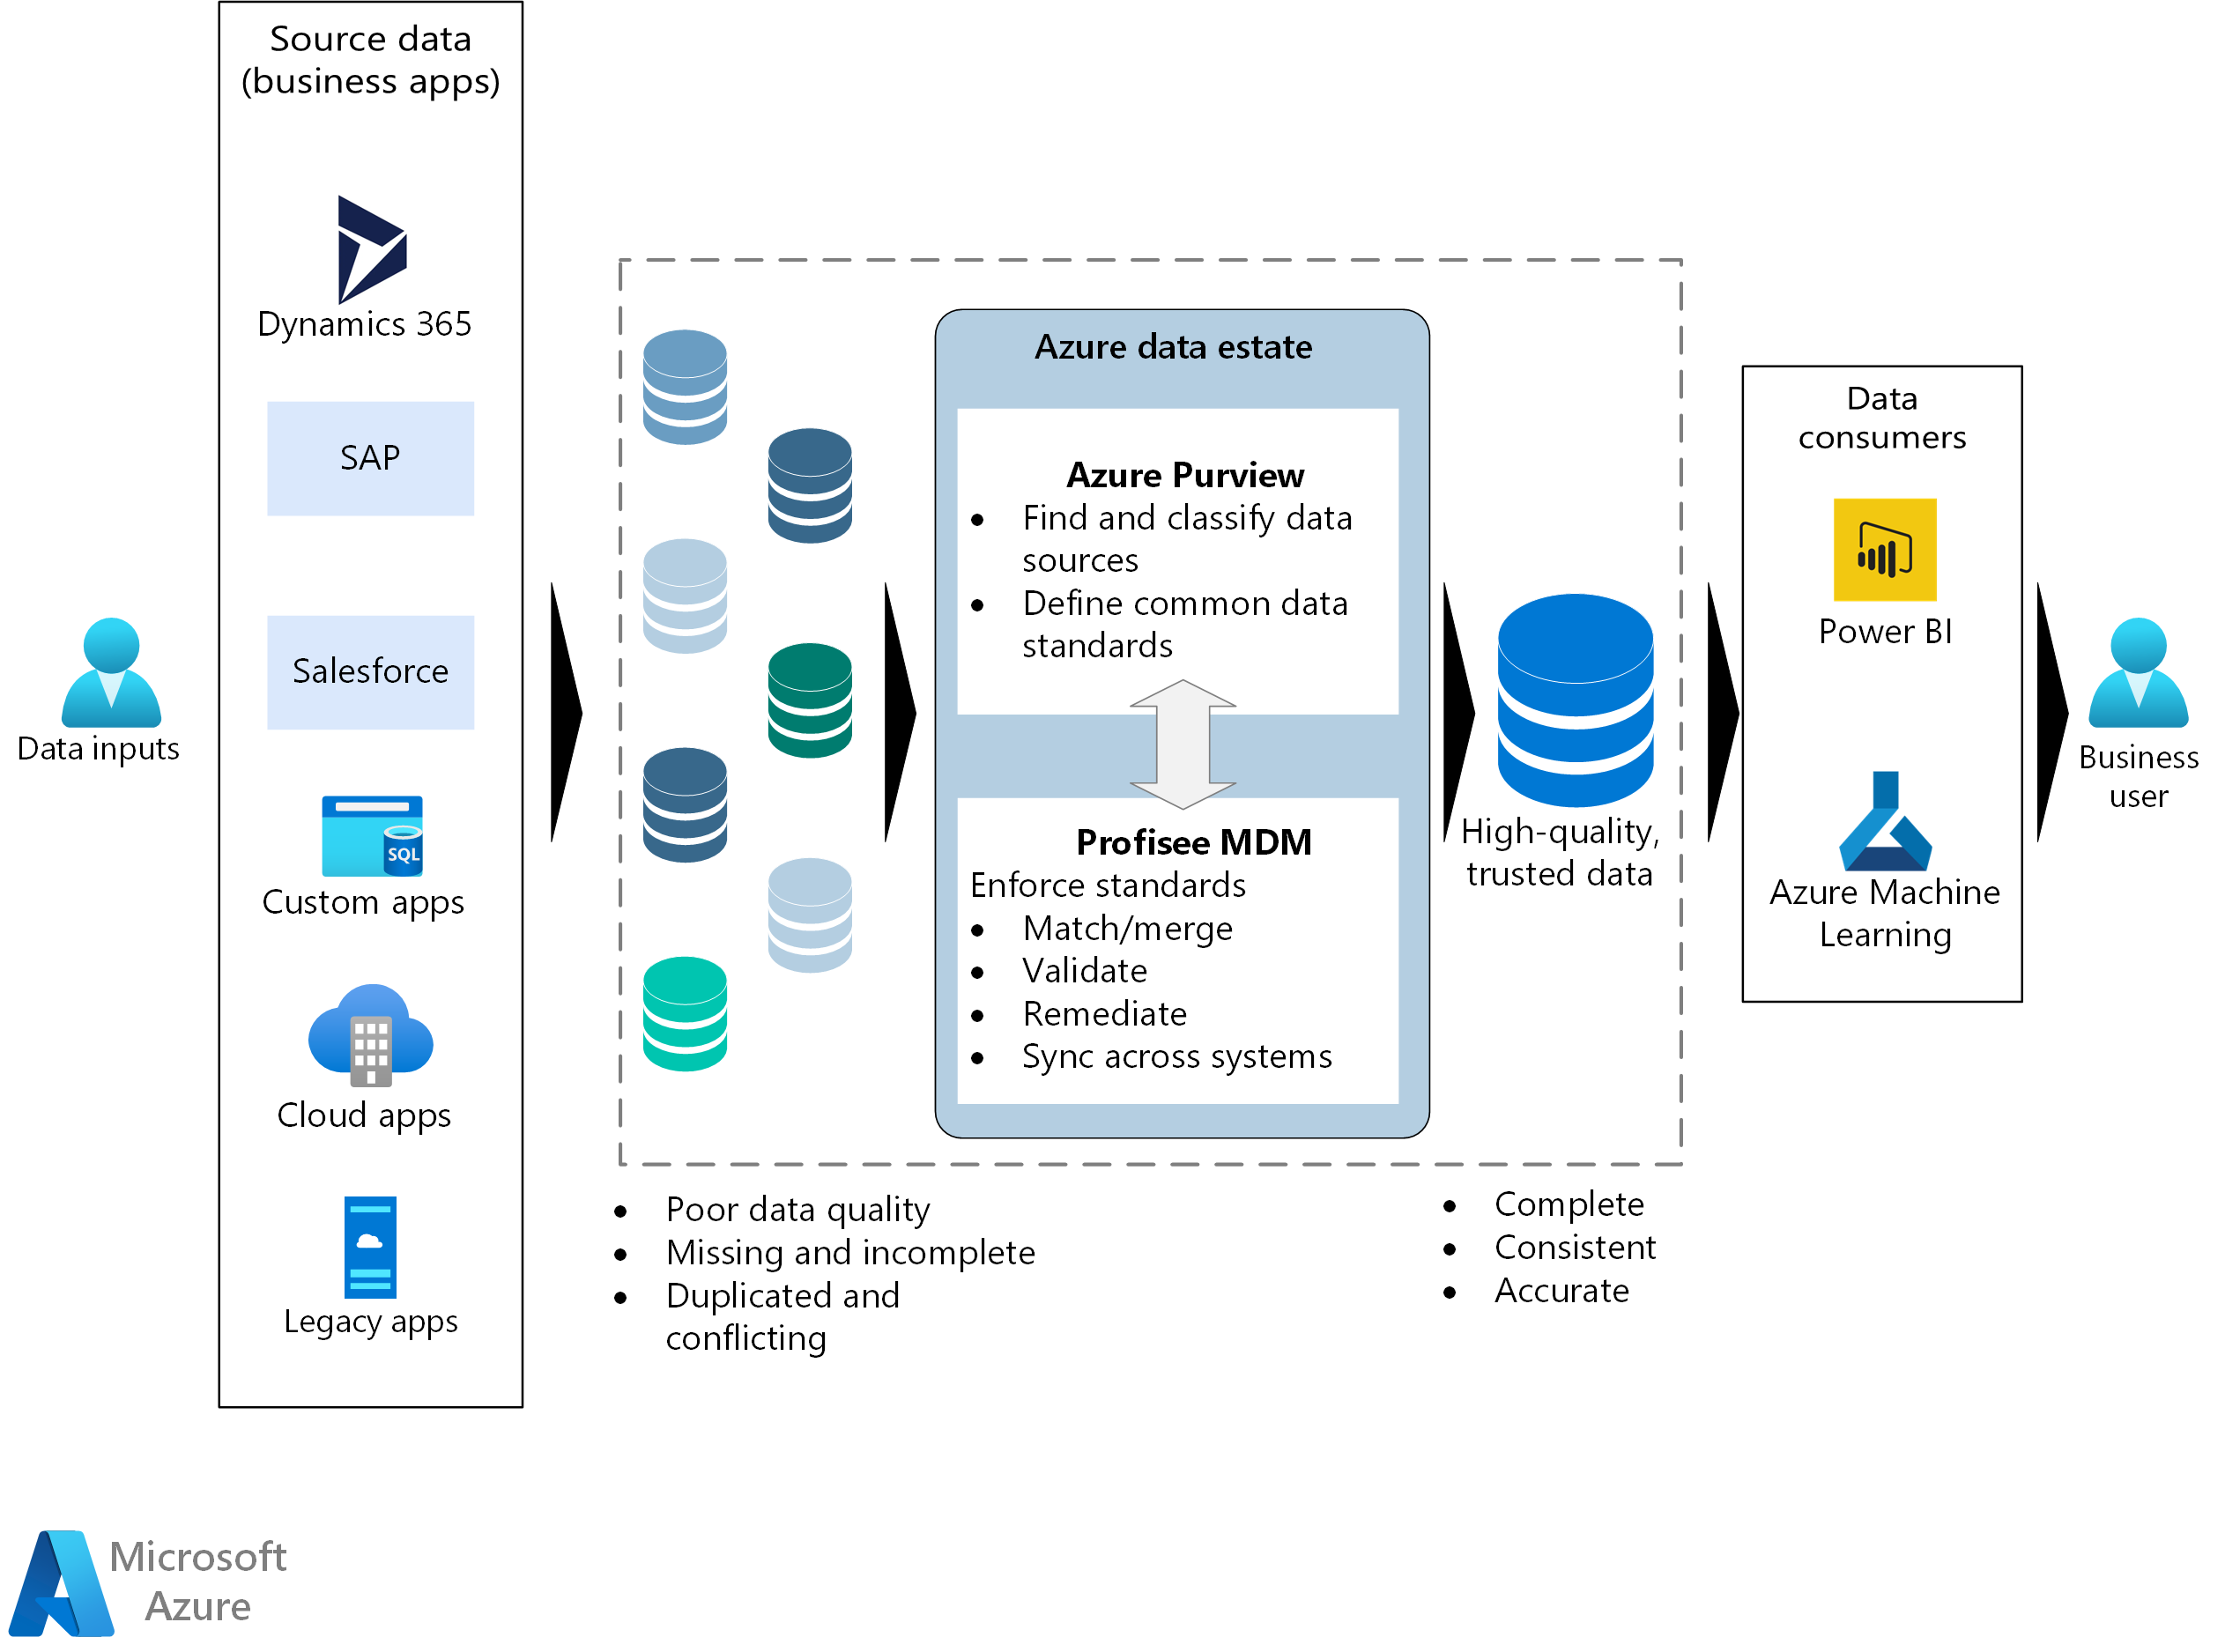 Source data
(business apps)
Dynamics 365
SAP
Salesforce
Data inputs
SQL
Custom apps
Cloud apps
Legacy apps
Azure data estate
Azure Purview
• Find and classify data
sources
• Define common data
standards
Profisee MDM
Enforce standards
• Match/merge
• Validate
• Remediate
• Sync across systems
High-quality,
trusted data
Data
consumers
Power BI
Azure Machine
Learning
Business
user
• Poor data quality
• Missing and incomplete
• Duplicated and
conflicting
• Complete
• Consistent
• Accurate
Microsoft
Azure